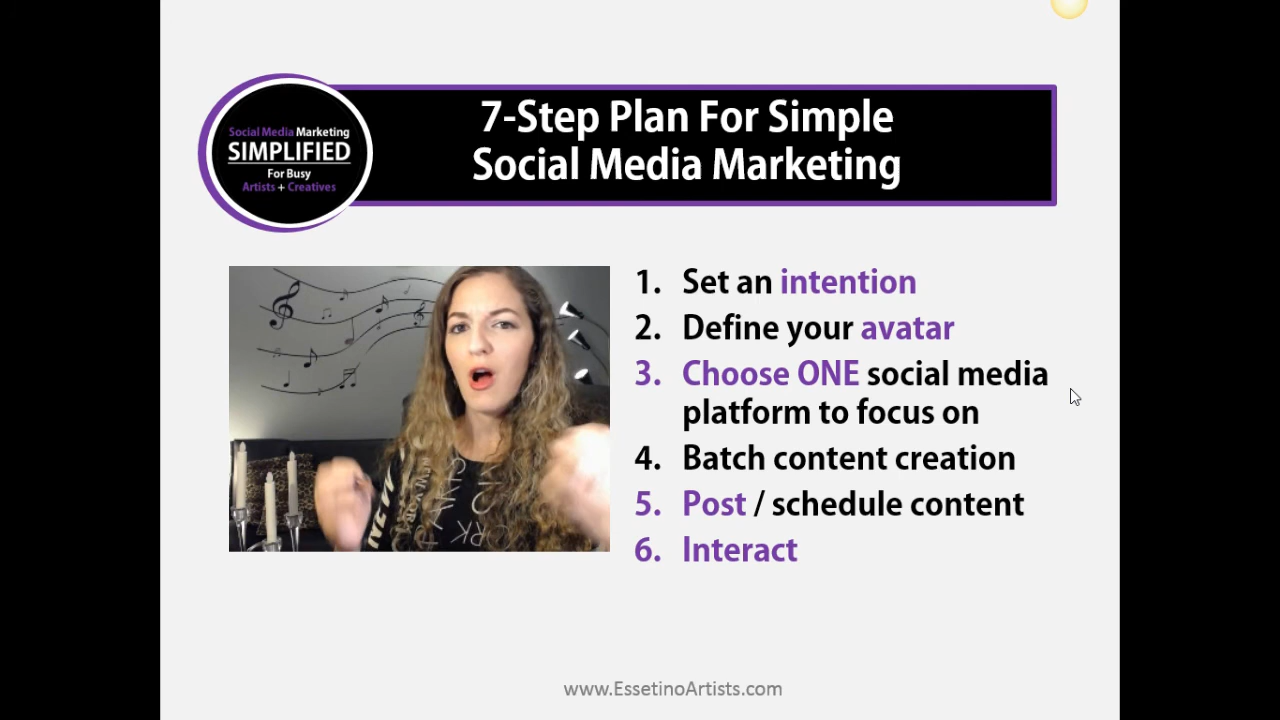 7-Step Plan For Simple
Social Media Marketing
Social Media Marketing
SIMPLIFIED
For Busy
Artists + Creatives
1. Set an intention
2. Define your avatar
3. Choose ONE social media
platform to focus on
4. Batch content creation
5. Post / schedule content
6. Interact
www.EssetinoArtists.com